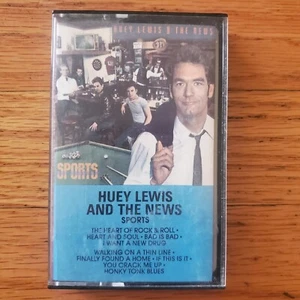 HUEY LEWIS & THE NEWS
SPORTS
HUEY LEWIS
AND THE NEWS
SPORTS
THE HEART OF ROCK & ROLL •
HEART AND SOUL • BAD IS BAD •
I WANT A NEW DRUG
WALKING ON A THIN LINE •
FINALLY FOUND A HOME • IF THIS IS IT •
YOU CRACK ME UP •
HONKY TONK BLUES